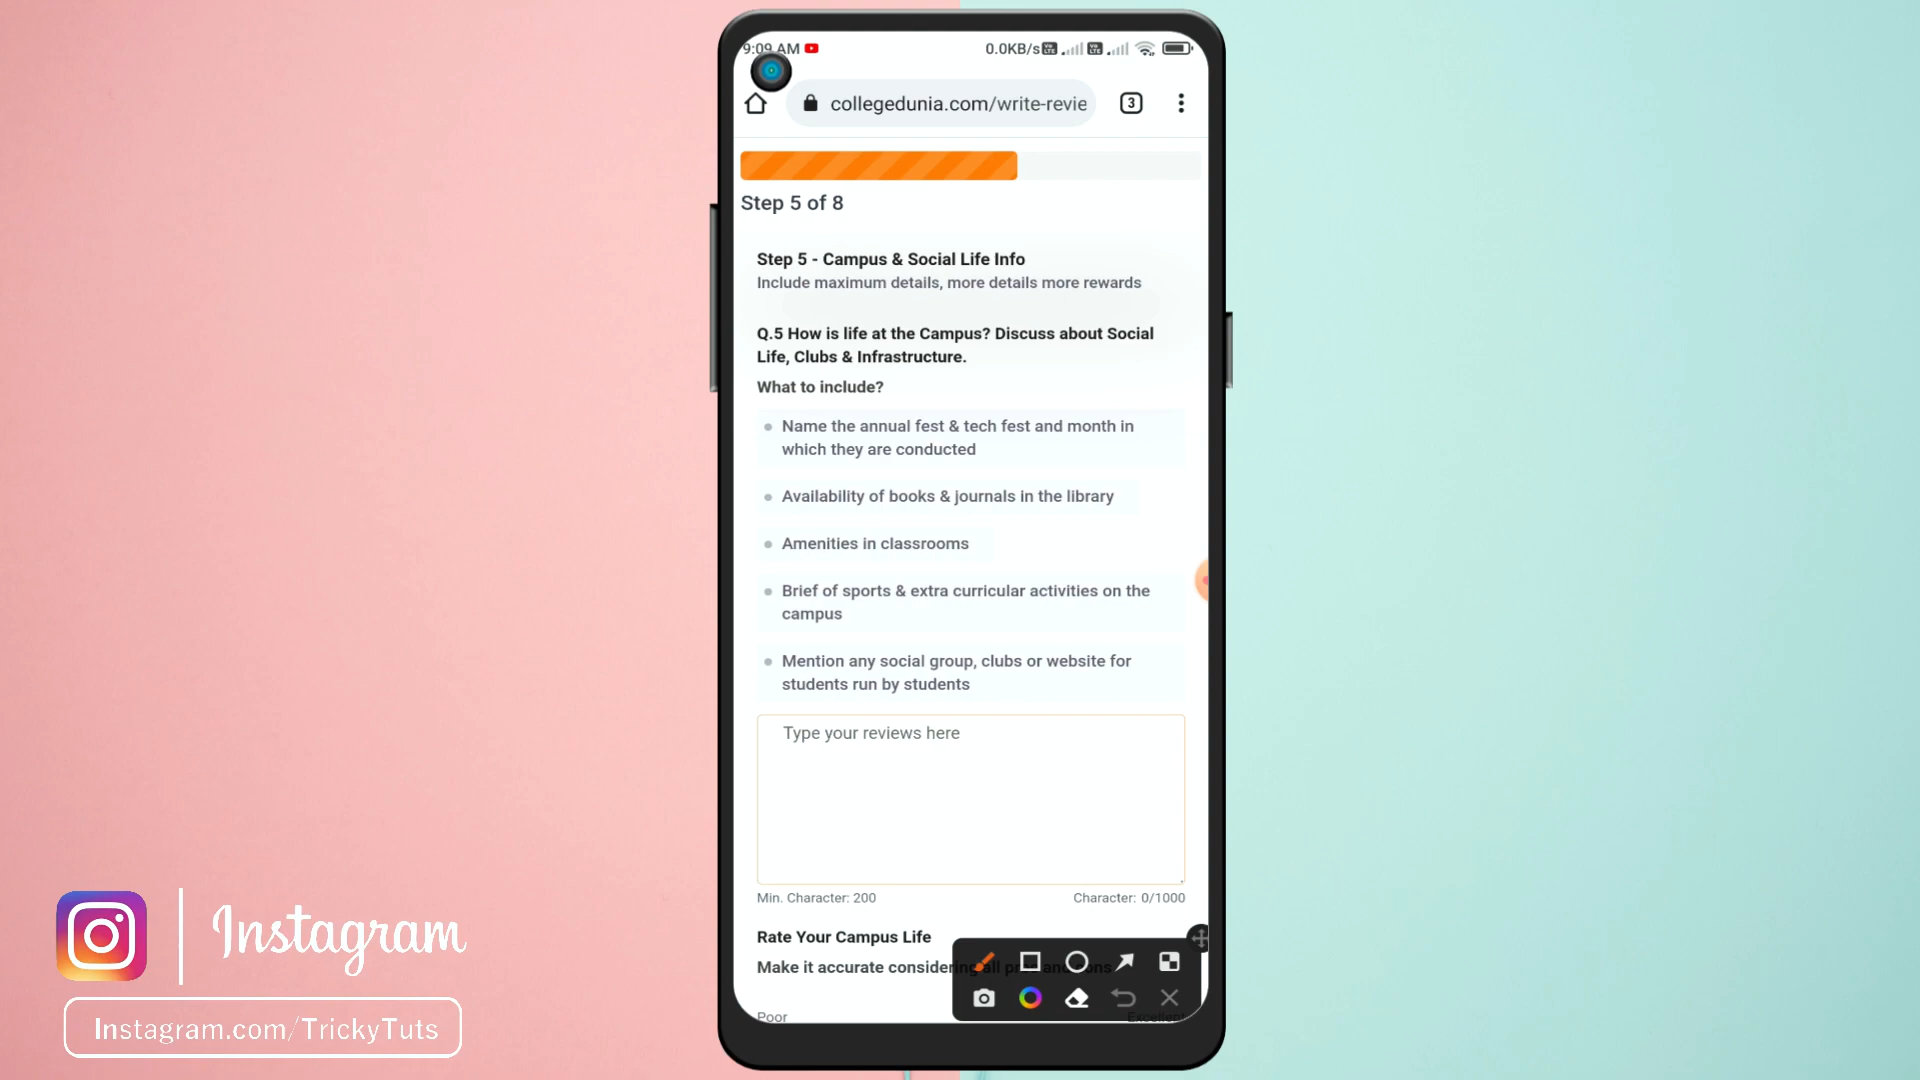 9:09 AM
0.0KB/s
collegedunia.com/write-revie
3
Step 5 of 8
Step 5 - Campus & Social Life Info
Include maximum details, more details more rewards
Q.5 How is life at the Campus? Discuss about Social
Life, Clubs & Infrastructure.
What to include?
Name the annual fest & tech fest and month in
which they are conducted
Availability of books & journals in the library
Amenities in classrooms
Brief of sports & extra curricular activities on the
campus
Mention any social group, clubs or website for
students run by students
Type your reviews here
Min. Character: 200
Character: 0/1000
Rate Your Campus Life
Make it accurate considering all pros and cons
Poor
Excellent
Instagram
Instagram.com/TrickyTuts